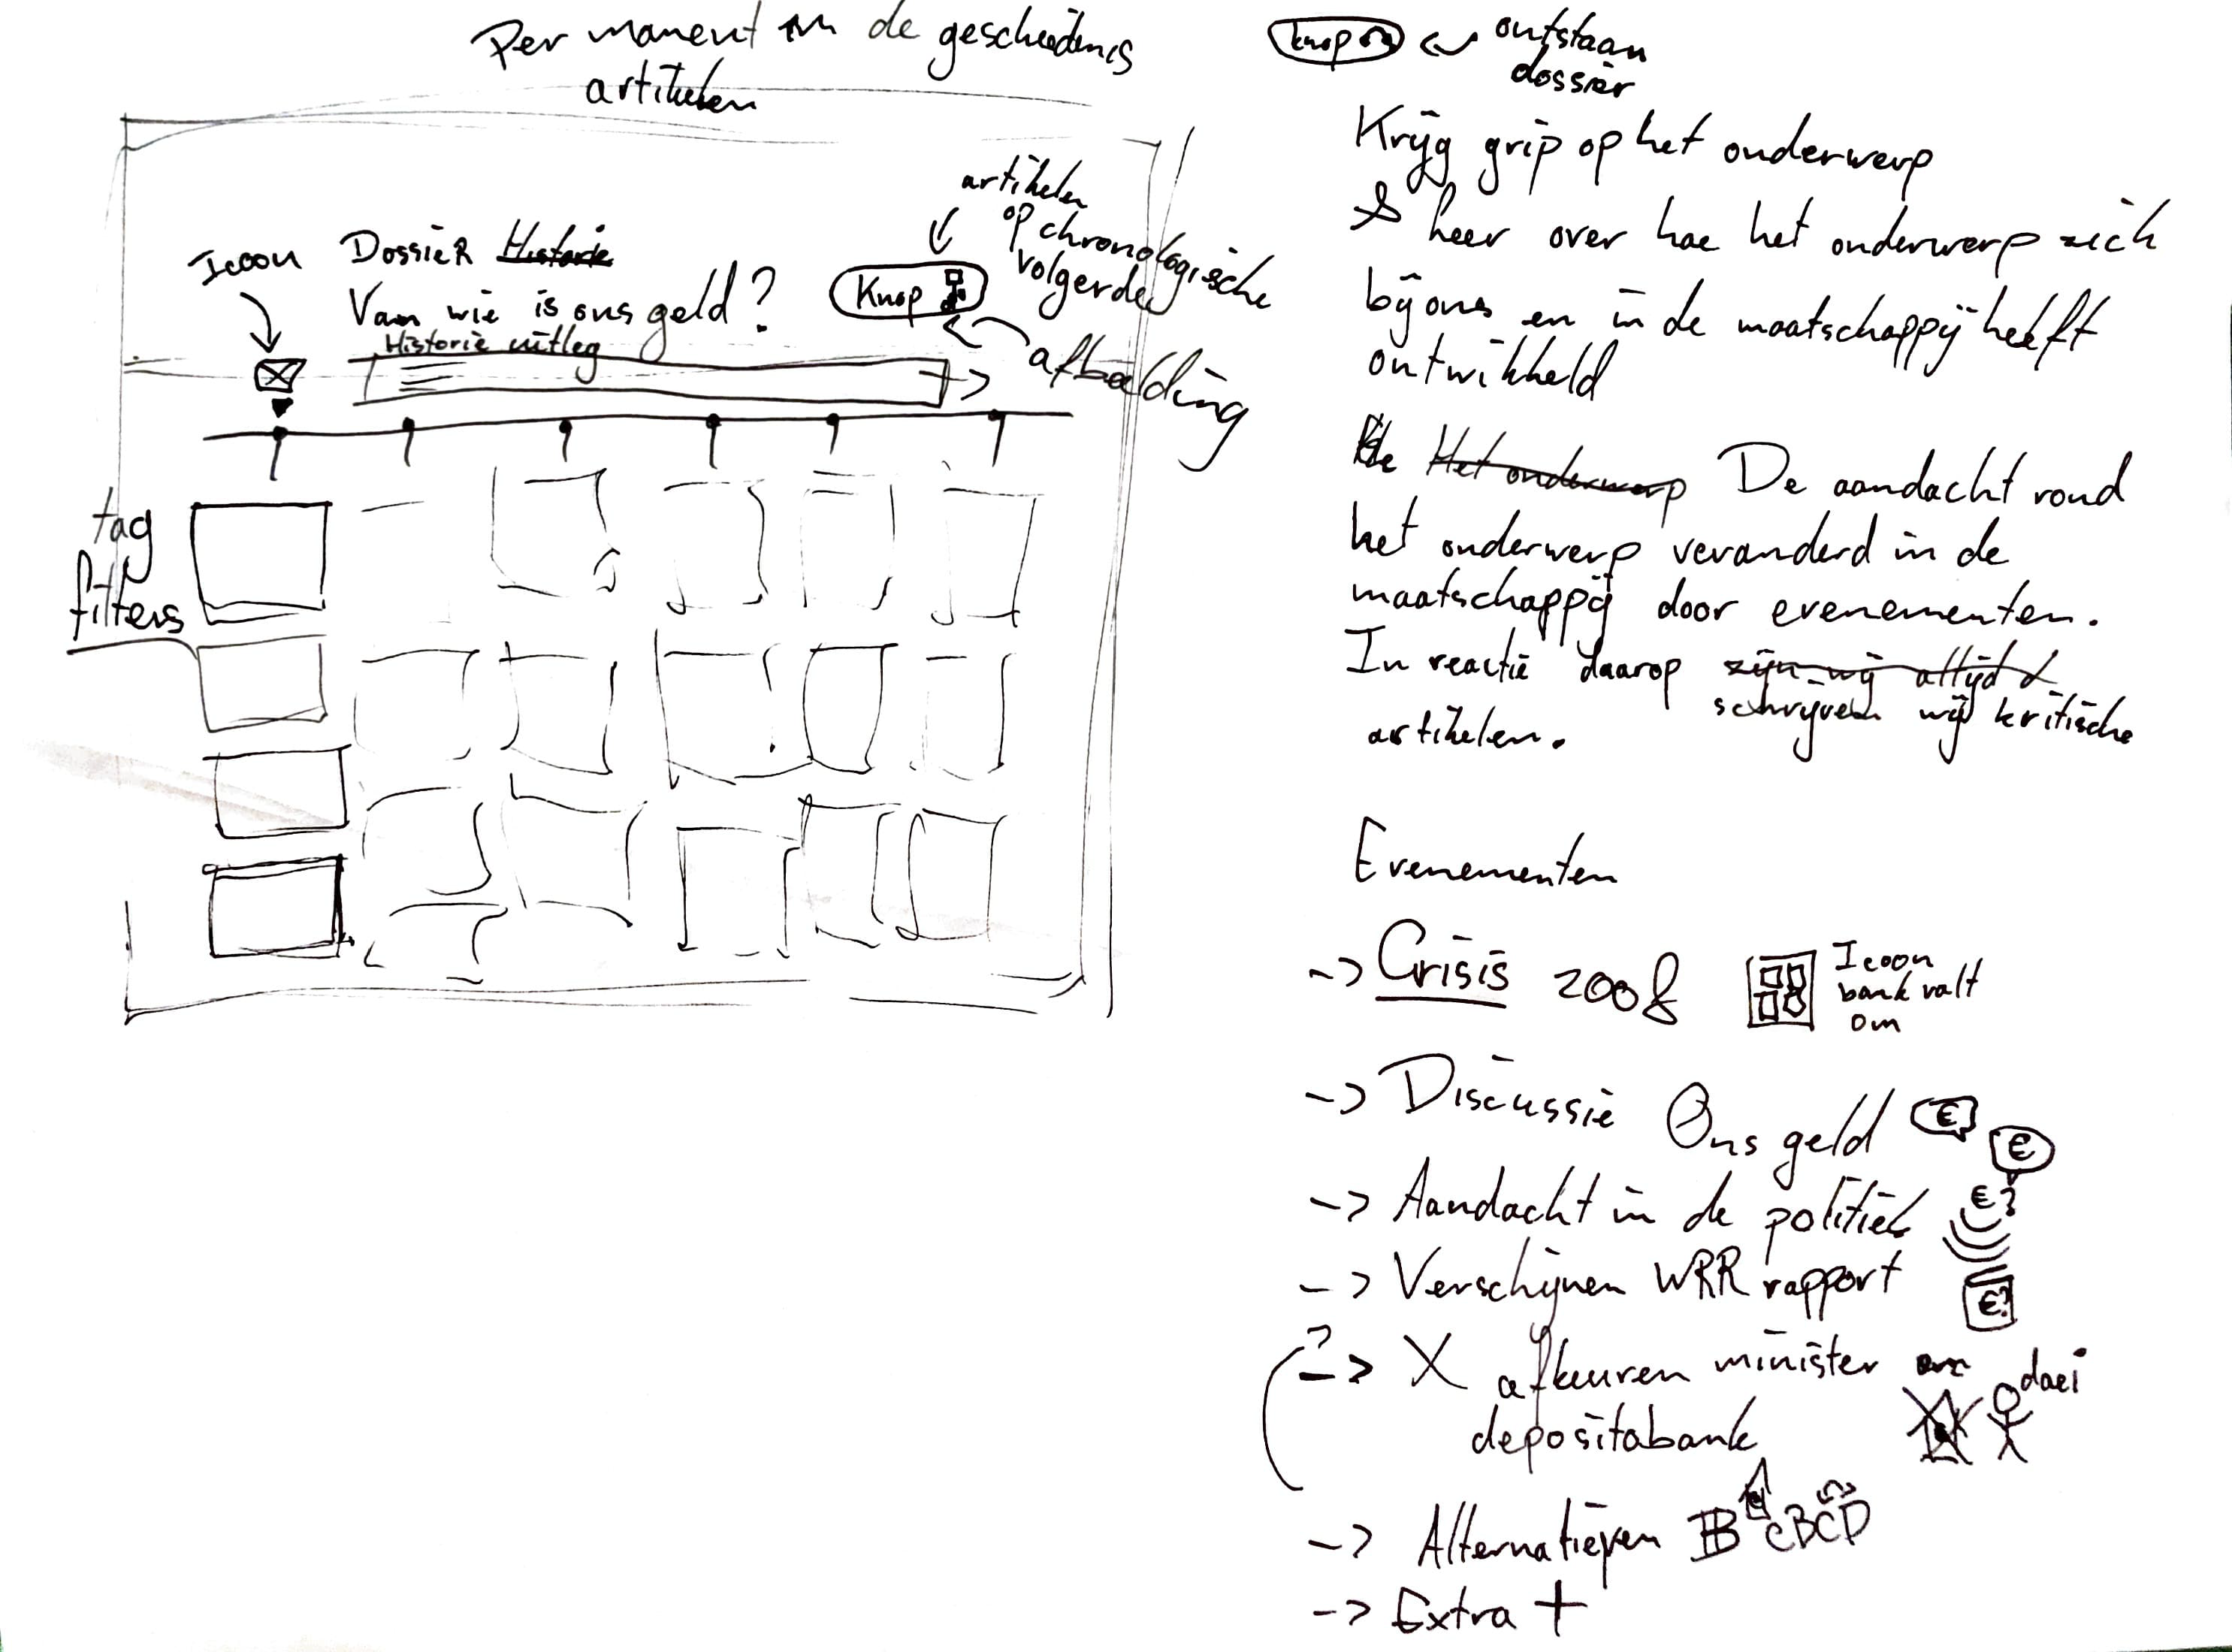 Per moment in de geschiedenis
artikelen
artikelen
op chronologische
volgerde
Icoon
Dossier Historie
Van wie is ons geld?
Knop
Historie uitleg
afbeelding
tag
filters
knop
ontstaan
dossier
Krijg grip op het onderwerp
& leer over hoe het onderwerp zich
bij ons en in de maatschappij heeft
ontwikkeld
De Het onderwerp De aandacht rond
het onderwerp veranderd in de
maatschappij door evenementen.
In reactie daarop zijn wij altijd
schrijven wij kritische
artikelen.
Evenementen
-> Crisis 2008
Icoon
bank valt
om
-> Discussie Ons geld € €
-> Aandacht in de politiek €?
-> Verschijnen WRR rapport €?
? -> X afkeuren minister
depositobank
doei
-> Alternatieven B CBCD
-> Extra +